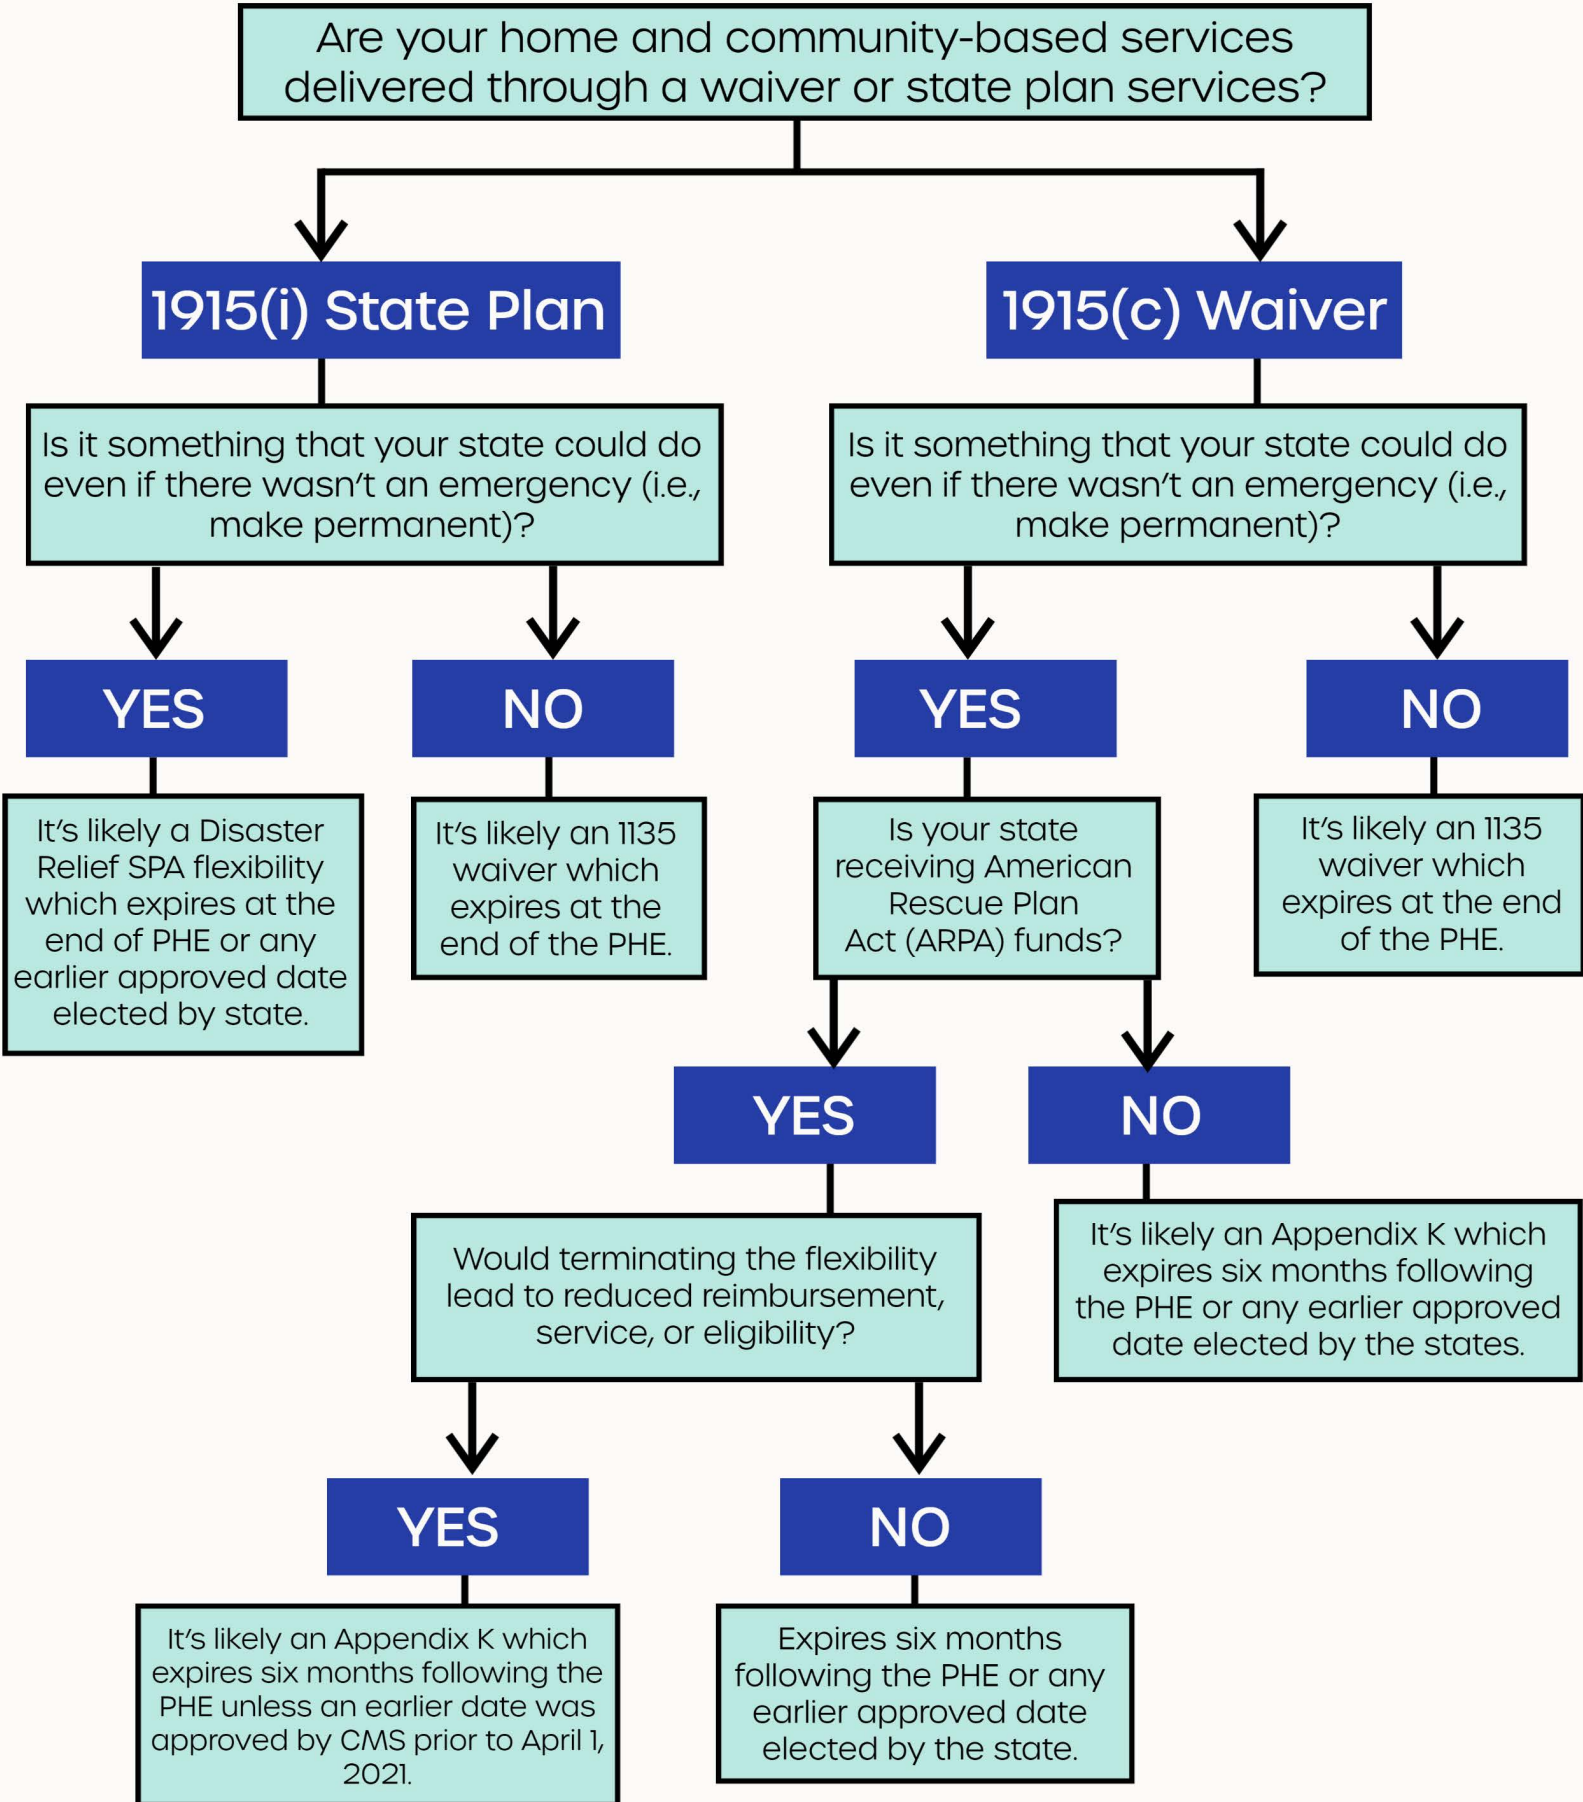 Are your home and community-based services
delivered through a waiver or state plan services?
1915(i) State Plan
1915(c) Waiver
Is it something that your state could do
even if there wasn't an emergency (i.e.,
make permanent)?
Is it something that your state could do
even if there wasn't an emergency (i.e.,
make permanent)?
YES
NO
YES
NO
It's likely a Disaster
Relief SPA flexibility
which expires at the
end of PHE or any
earlier approved date
elected by state.
It's likely an 1135
waiver which
expires at the
end of the PHE.
Is your state
receiving American
Rescue Plan
Act (ARPA) funds?
It's likely an 1135
waiver which
expires at the end
of the PHE.
YES
NO
Would terminating the flexibility
lead to reduced reimbursement,
service, or eligibility?
It's likely an Appendix K which
expires six months following
the PHE or any earlier approved
date elected by the states.
YES
NO
It's likely an Appendix K which
expires six months following the
PHE unless an earlier date was
approved by CMS prior to April 1,
2021.
Expires six months
following the PHE or any
earlier approved date
elected by the state.